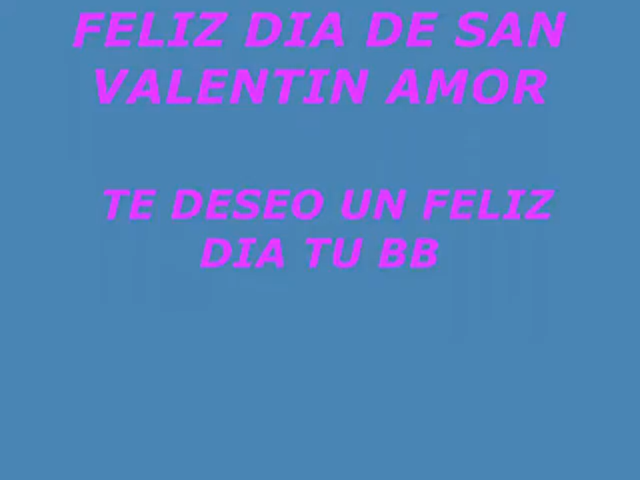 FELIZ DIA DE SAN
VALENTIN AMOR
TE DESEO UN FELIZ
DIA TU BB